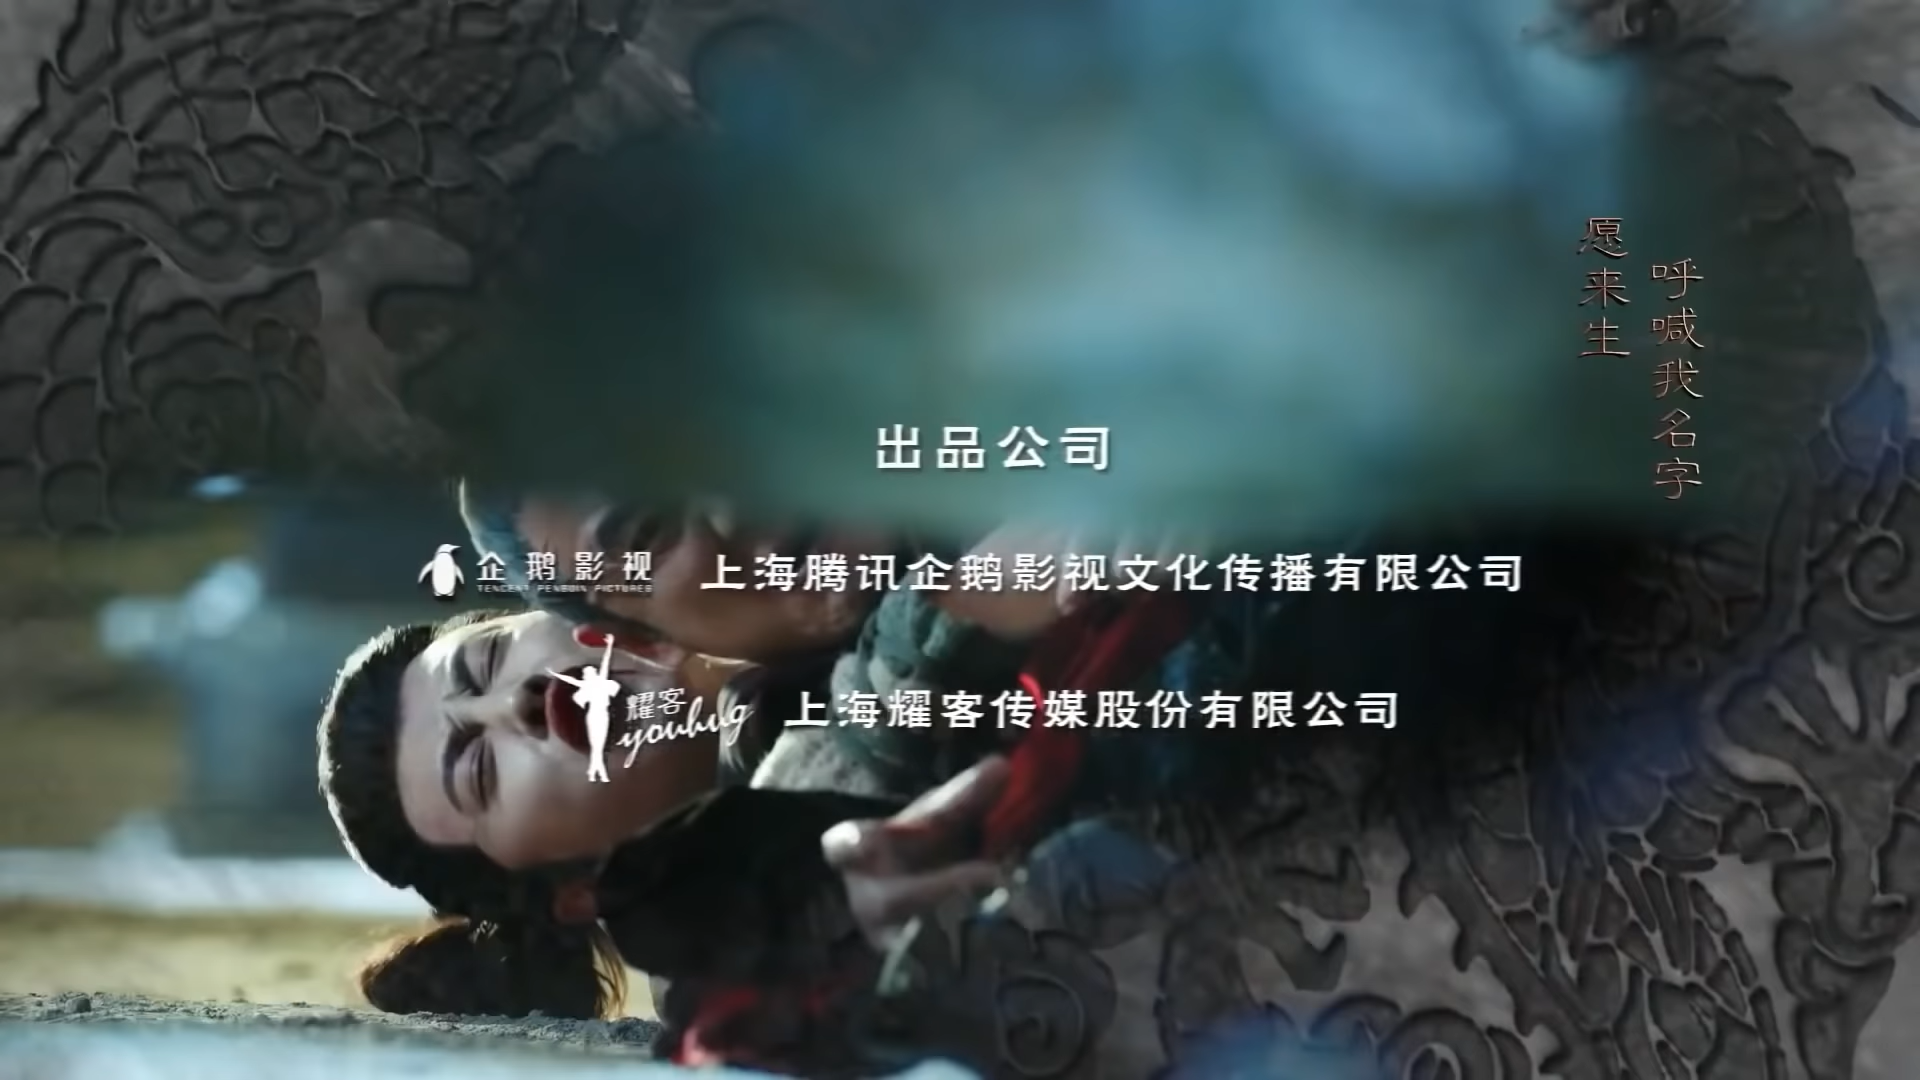 愿来生
呼喊我名字
出品公司
企鹅影视
TENCENT PENGUIN PICTURES
上海腾讯企鹅影视文化传播有限公司
耀客
youhug
上海耀客传媒股份有限公司